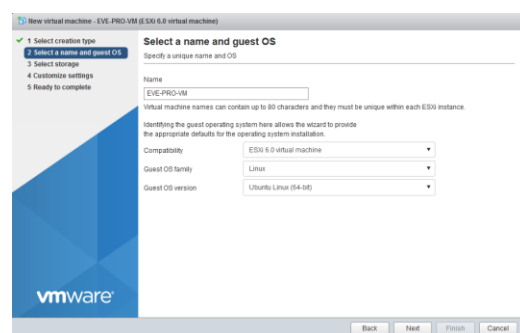 New virtual machine - EVE-PRO-VM (ESXi 6.0 virtual machine)
1 Select creation type
2 Select a name and guest OS
3 Select storage
4 Customize settings
5 Ready to complete
vmware
Select a name and guest OS
Specify a unique name and OS
Name
EVE-PRO-VM
Virtual machine names can contain up to 80 characters and they must be unique within each ESXi instance.
Identifying the guest operating system here allows the wizard to provide
the appropriate defaults for the operating system installation.
Compatibility ESXi 6.0 virtual machine
Guest OS family Linux
Guest OS version Ubuntu Linux (64-bit)
Back Next Finish Cancel